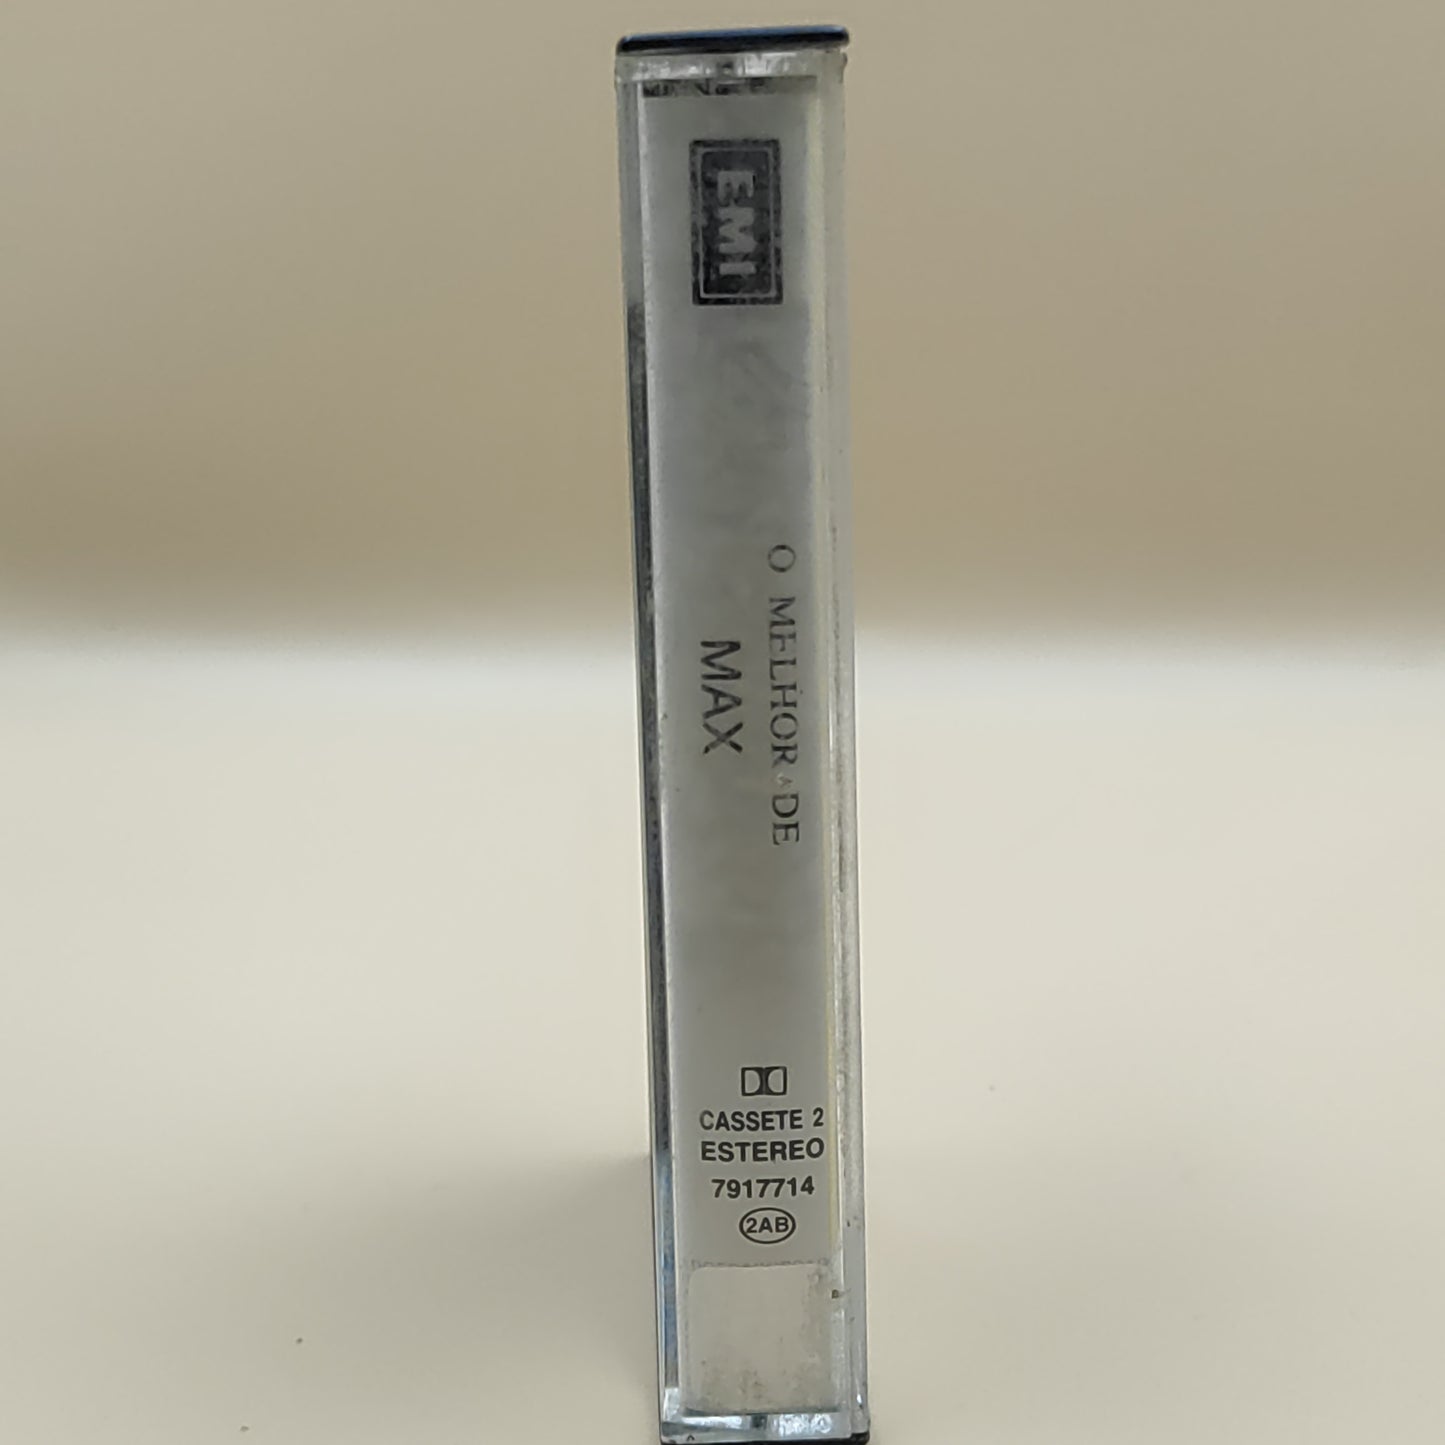 EMI
O MELHOR DE
MAX
CASSETE 2
ESTEREO
7917714
2AB